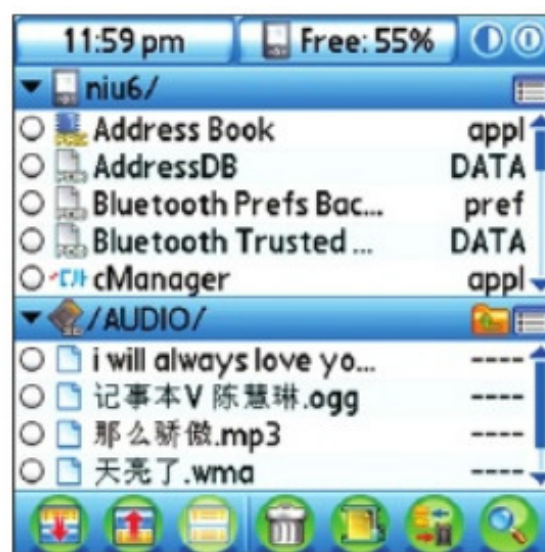 11:59 pm Free: 55%
niu6/
Address Book appl
AddressDB DATA
Bluetooth Prefs Bac... pref
Bluetooth Trusted ... DATA
cManager appl
/AUDIO/
i will always love yo... ----
记事本V 陈慧琳.ogg ----
那么骄傲.mp3 ----
天亮了.wma ----